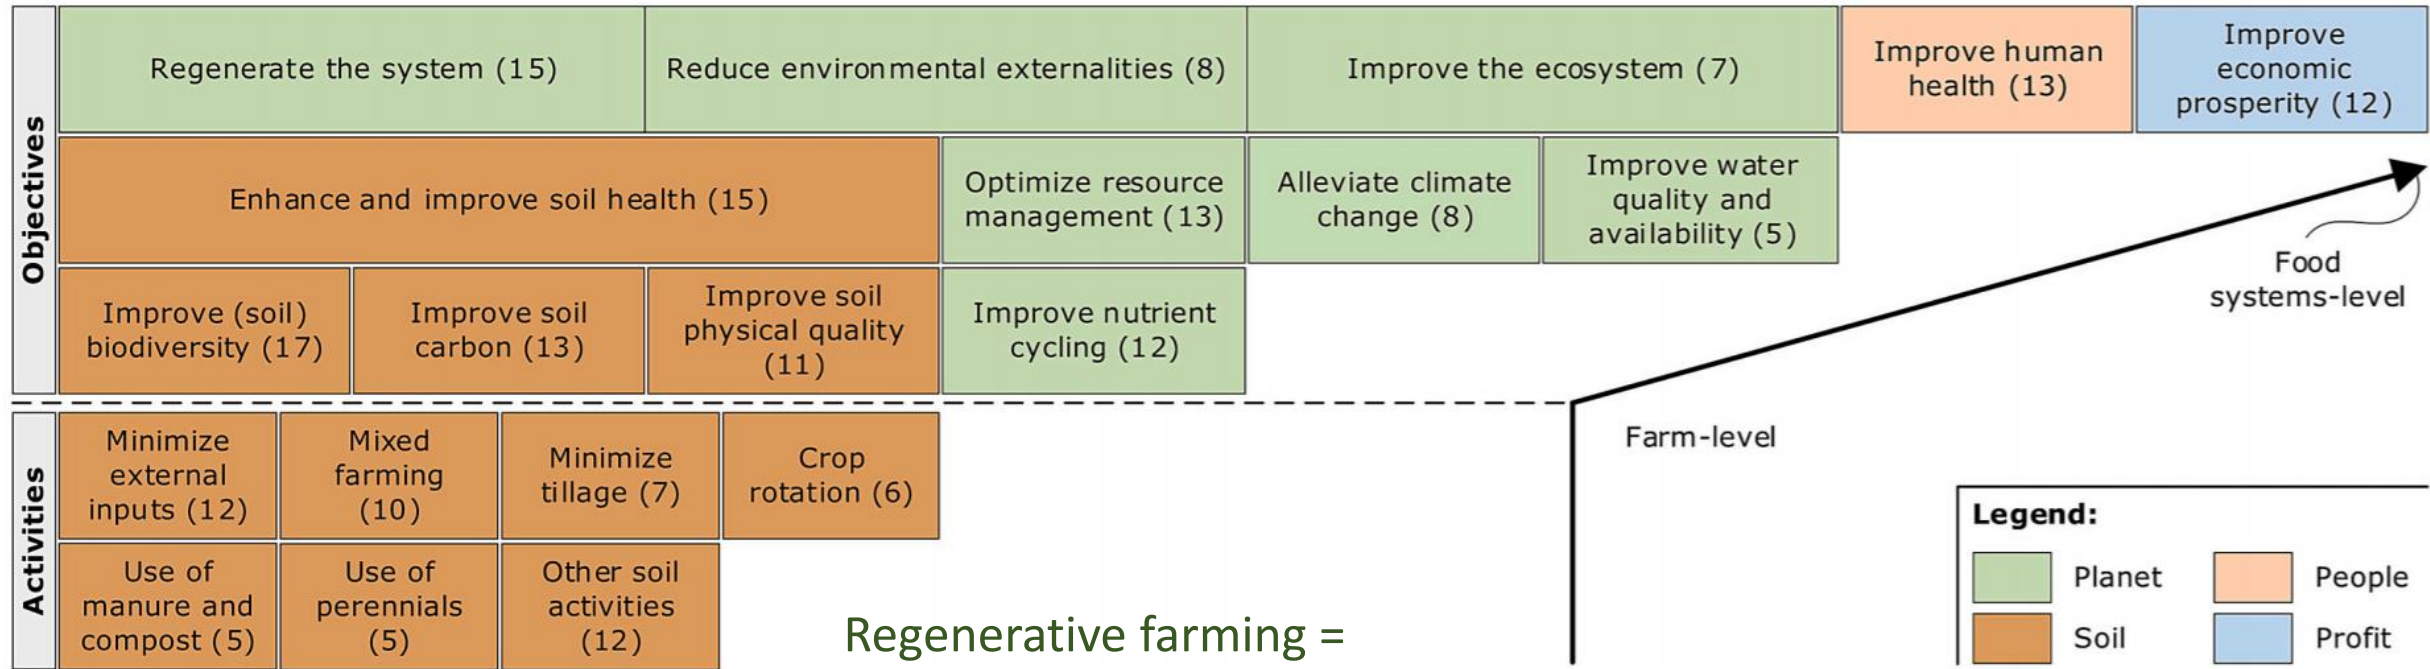 Objectives
Regenerate the system (15)
Reduce environmental externalities (8)
Improve the ecosystem (7)
Improve human
health (13)
Improve
economic
prosperity (12)
Enhance and improve soil health (15)
Optimize resource
management (13)
Alleviate climate
change (8)
Improve water
quality and
availability (5)
Improve (soil)
biodiversity (17)
Improve soil
carbon (13)
Improve soil
physical quality
(11)
Improve nutrient
cycling (12)
Food
systems-level
Farm-level
Activities
Minimize
external
inputs (12)
Mixed
farming
(10)
Minimize
tillage (7)
Crop
rotation (6)
Use of
manure and
compost (5)
Use of
perennials
(5)
Other soil
activities
(12)
Regenerative farming =
Legend:
Planet
People
Soil
Profit